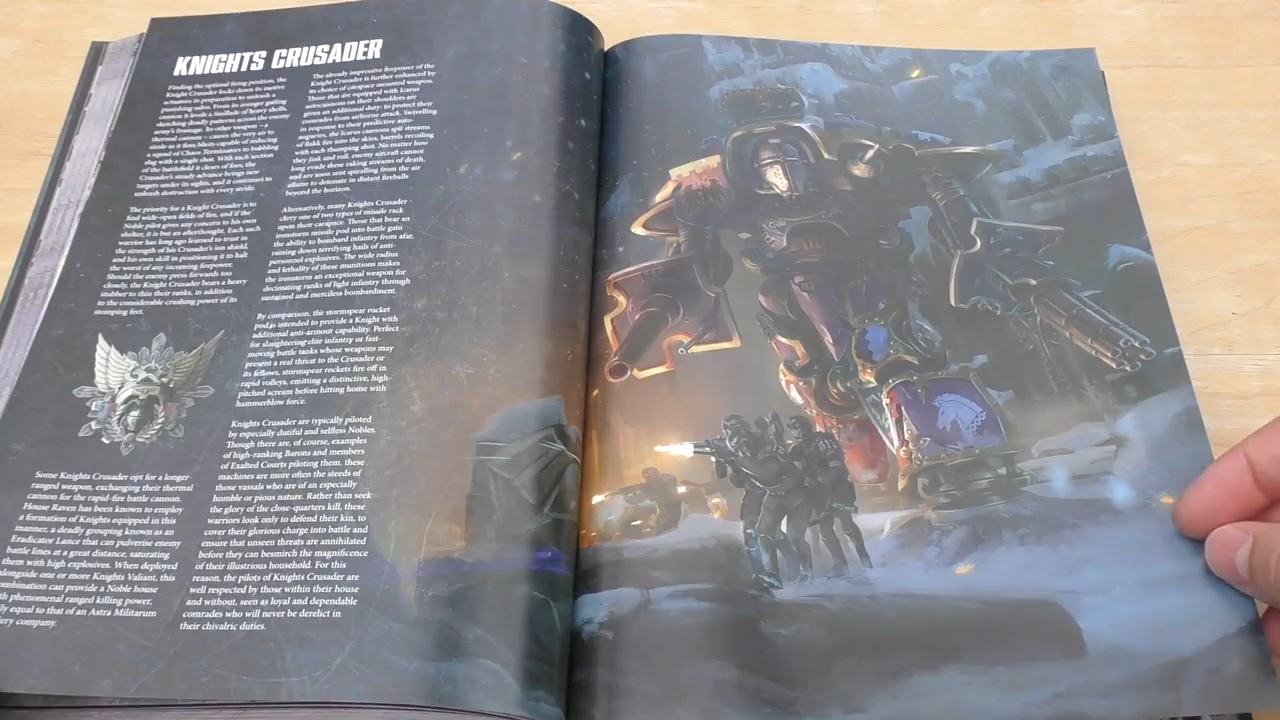 KNIGHTS CRUSADER
Finding the optimal firing position, the
Knight Crusader locks down its motive
actuators in preparation to unleash a
punishing salvo. From its avenger gatling
cannon it levels a fusillade of heavy shells,
stitching deadly patterns across the enemy
army's frontage. Its other weapon – a
thermal cannon – causes the very air to
sizzle as it fires blasts capable of reducing
a squad of Chaos Terminators to bubbling
slag with a single shot. With each section
of the battlefield it clears of foes, the
Crusader's steady advance brings new
targets under its sights, and it continues to
unleash destruction with every stride.
The priority for a Knight Crusader is to
find wide-open fields of fire, and if the
Noble pilot gives any concern to his own
shelter, it is but an afterthought. Each such
warrior has long ago learned to trust in
the strength of his Crusader's ion shield,
and his own skill in positioning it to halt
the worst of any incoming firepower.
Should the enemy press forwards too
closely, the Knight Crusader bears a heavy
stubber to thin their ranks, in addition
to the considerable crushing power of its
stomping feet.
Some Knights Crusader opt for a longer-
ranged weapon, exchanging their thermal
cannon for the rapid-fire battle cannon.
House Raven has been known to employ
a formation of Knights equipped in this
manner, a deadly grouping known as an
Eradicator Lance that can pulverise enemy
battle lines at a great distance, saturating
them with high explosives. When deployed
alongside one or more Knights Valiant, this
ombination can provide a Noble house
th phenomenal ranged killing power,
ly equal to that of an Astra Militarum
ery company.
The already impressive firepower of the
Knight Crusader is further enhanced by
its choice of carapace mounted weapon.
Those that are equipped with Icarus
autocannons on their shoulders are
given an additional duty: to protect their
comrades from airborne attack. Swivelling
in response to their predictive auto-
auguries, the Icarus cannons spit streams
of flakk fire into the skies, barrels recoiling
with each thumping shot. No matter how
they jink and roll, enemy aircraft cannot
long evade these raking streams of death,
and are soon sent spiralling from the air
aflame to detonate in distant fireballs
beyond the horizon.
Alternatively, many Knights Crusader
carry one of two types of missile rack
upon their carapace. Those that bear an
ironstorm missile pod into battle gain
the ability to bombard infantry from afar,
raining down terrifying hails of anti-
personnel explosives. The wide radius
and lethality of these munitions makes
the ironstorm an exceptional weapon for
decimating ranks of light infantry through
sustained and merciless bombardment.
By comparison, the stormspear rocket
pod is intended to provide a Knight with
additional anti-armour capability. Perfect
for slaughtering elite infantry or fast-
moving battle tanks whose weapons may
present a real threat to the Crusader or
its fellows, stormspear rockets fire off in
rapid volleys, emitting a distinctive, high-
pitched scream before hitting home with
hammerblow force.
Knights Crusader are typically piloted
by especially dutiful and selfless Nobles.
Though there are, of course, examples
of high-ranking Barons and members
of Exalted Courts piloting them, these
machines are more often the steeds of
those vassals who are of an especially
humble or pious nature. Rather than seek
the glory of the close-quarters kill, these
warriors look only to defend their kin, to
cover their glorious charge into battle and
ensure that unseen threats are annihilated
before they can besmirch the magnificence
of their illustrious household. For this
reason, the pilots of Knights Crusader are
well respected by those within their house
and without, seen as loyal and dependable
comrades who will never be derelict in
their chivalric duties.